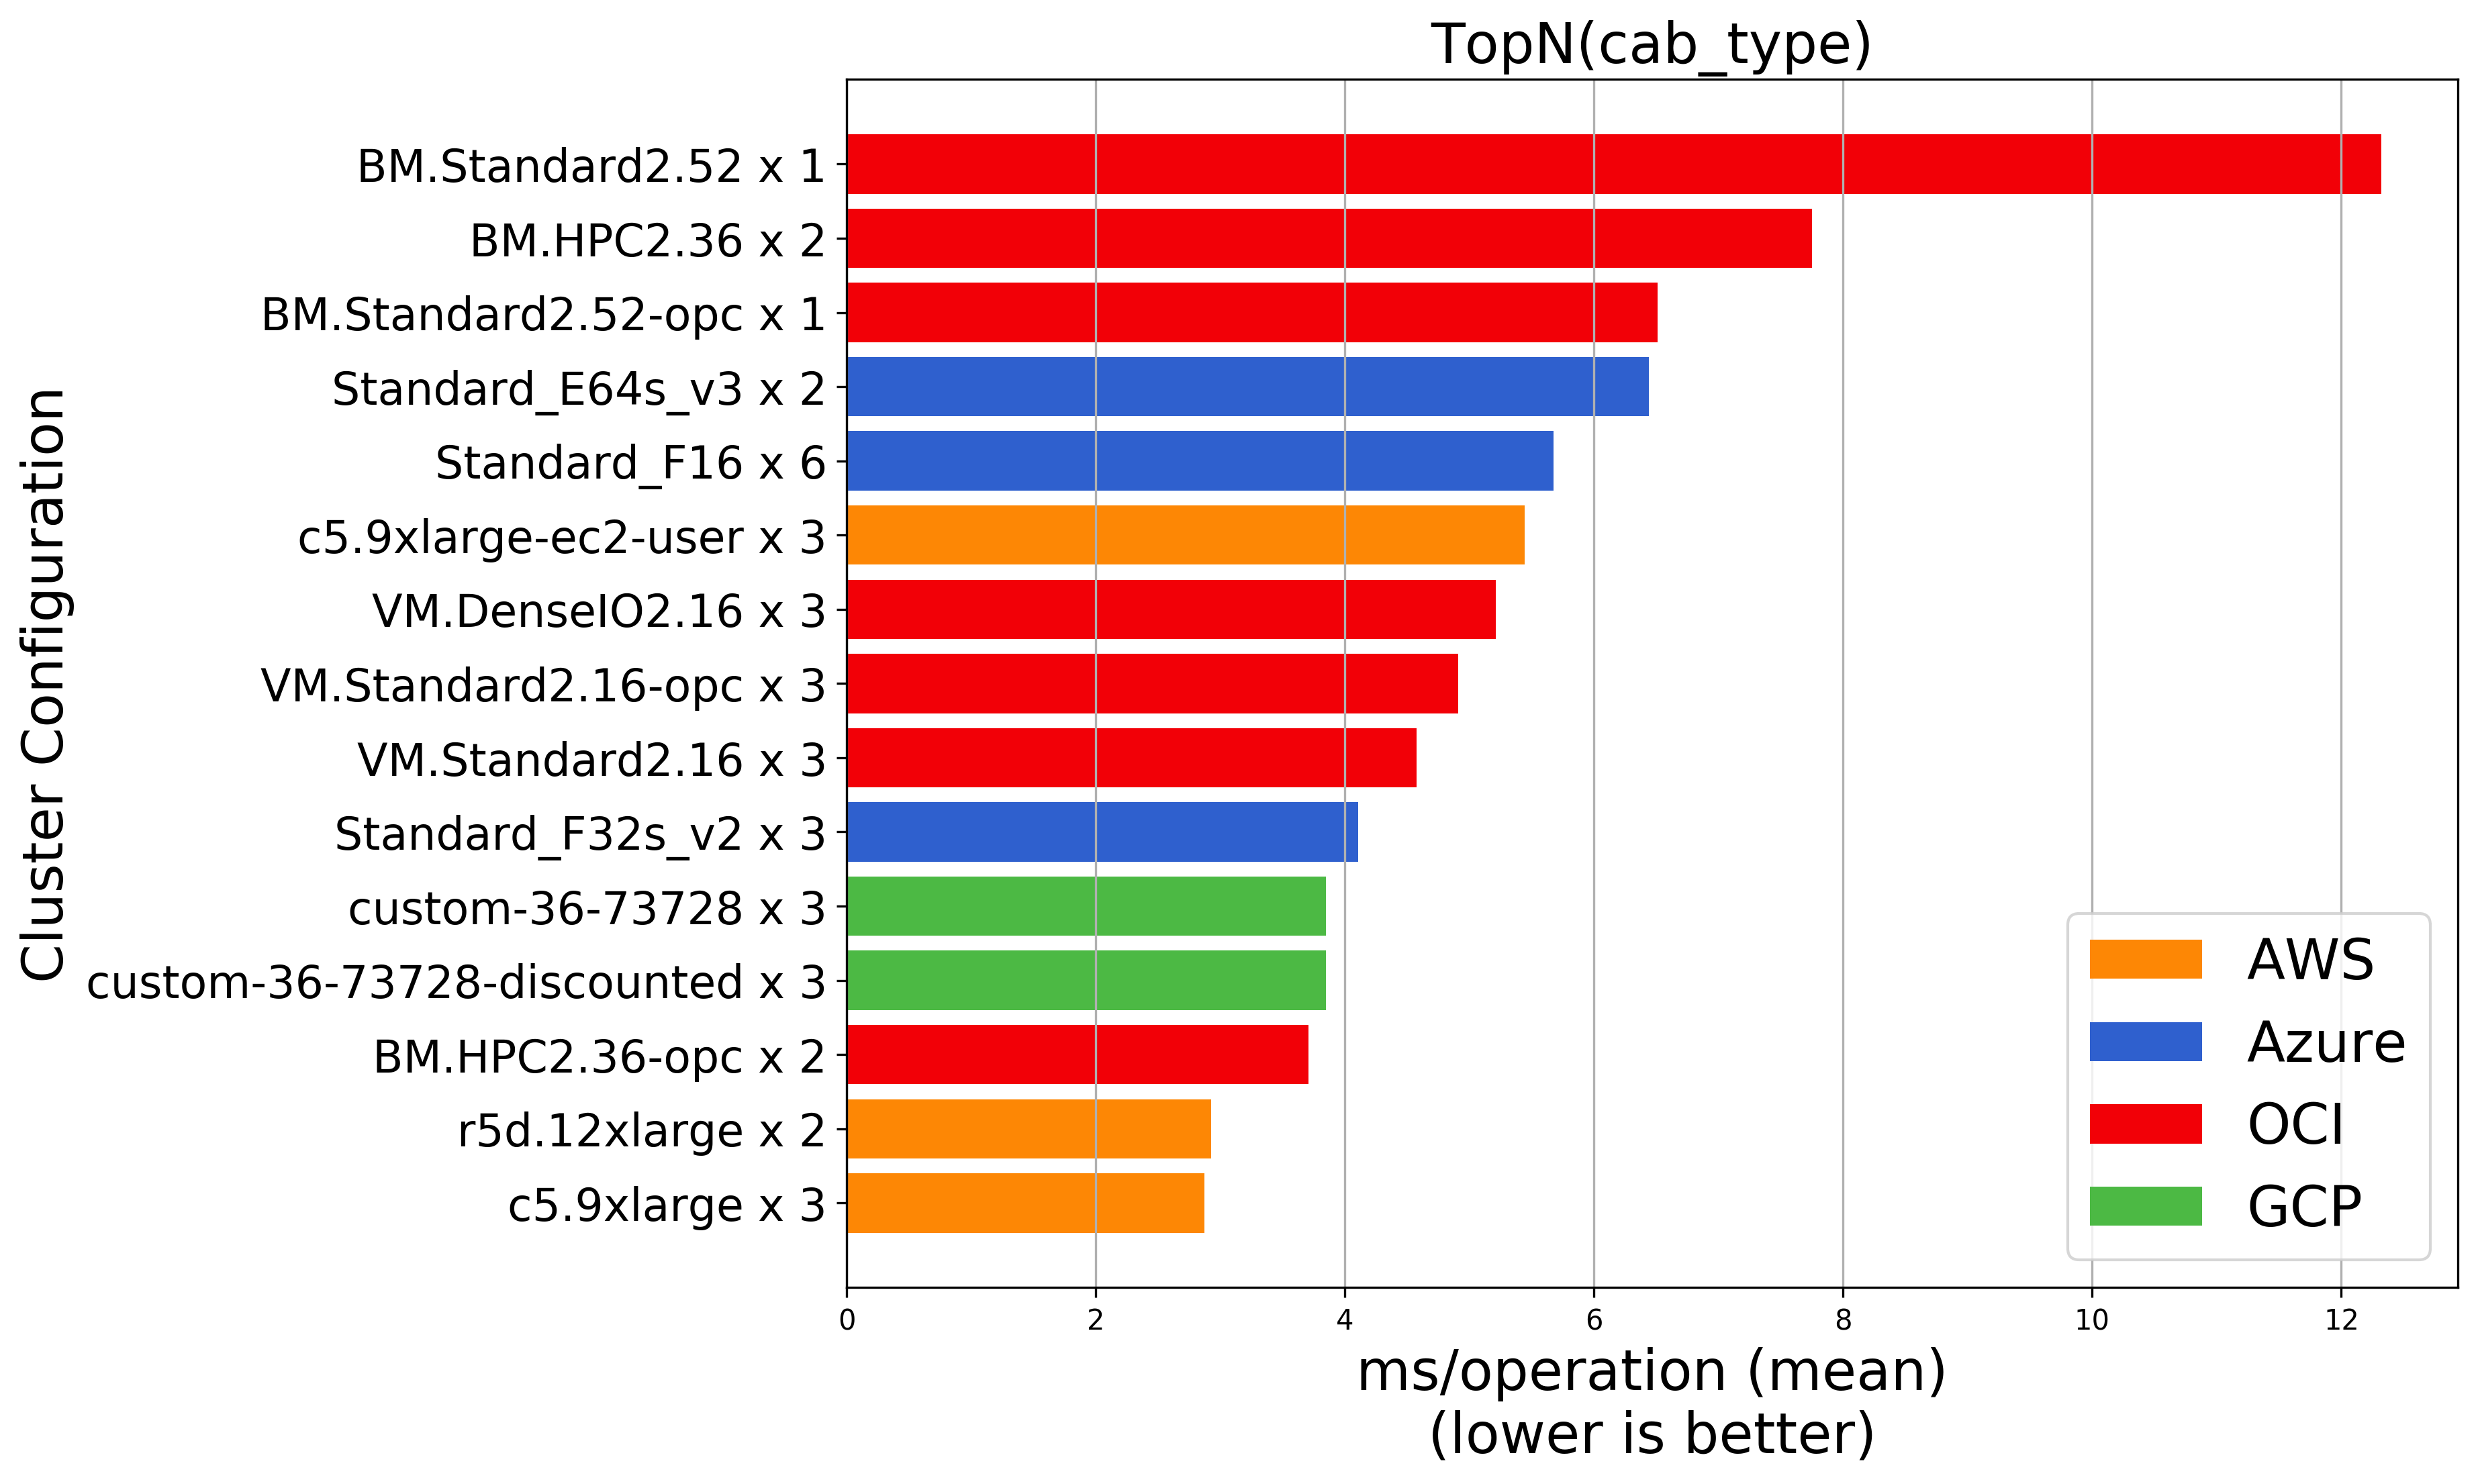 TopN(cab_type)
Cluster Configuration
BM.Standard2.52 x 1
BM.HPC2.36 x 2
BM.Standard2.52-opc x 1
Standard_E64s_v3 x 2
Standard_F16 x 6
c5.9xlarge-ec2-user x 3
VM.DenseIO2.16 x 3
VM.Standard2.16-opc x 3
VM.Standard2.16 x 3
Standard_F32s_v2 x 3
custom-36-73728 x 3
custom-36-73728-discounted x 3
BM.HPC2.36-opc x 2
r5d.12xlarge x 2
c5.9xlarge x 3
AWS
Azure
OCI
GCP
0 2 4 6 8 10 12
ms/operation (mean)
(lower is better)